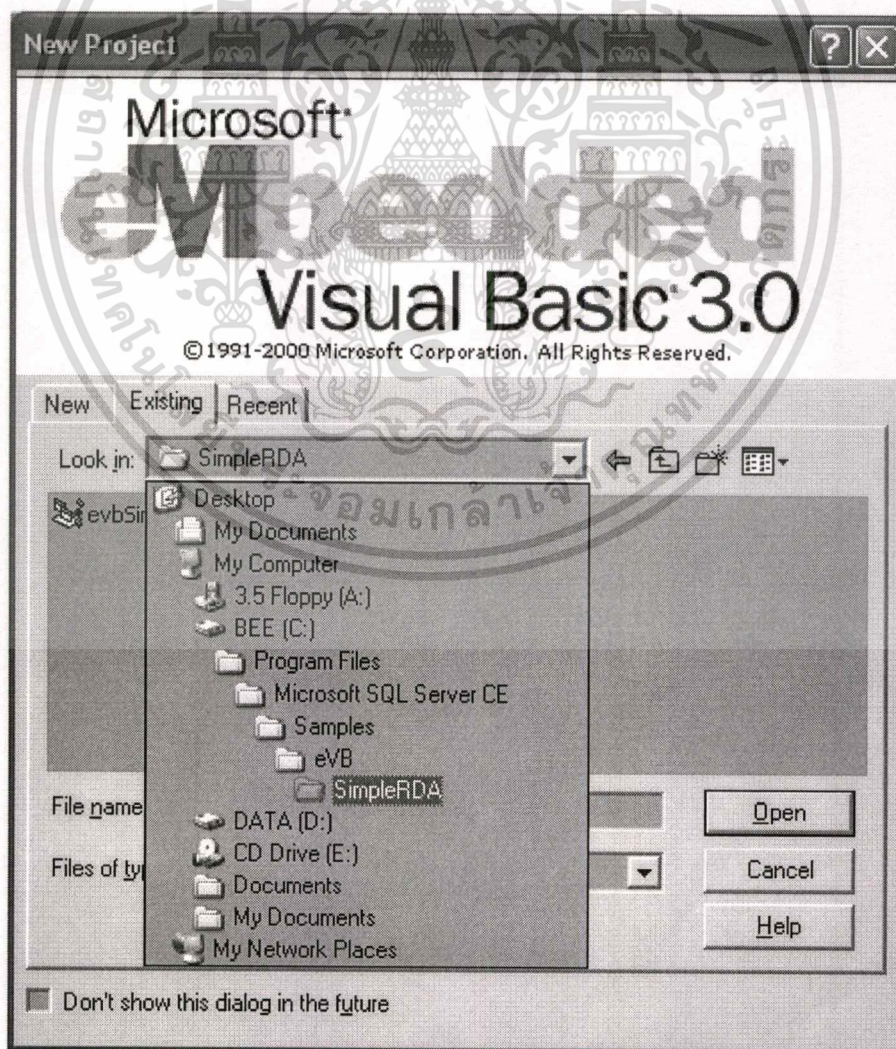 New Project
Microsoft®
eMbedded
Visual Basic® 3.0
©1991-2000 Microsoft Corporation. All Rights Reserved.
New Existing Recent
Look in: SimpleRDA
Desktop
My Documents
My Computer
3.5 Floppy (A:)
BEE (C:)
Program Files
Microsoft SQL Server CE
Samples
eVB
SimpleRDA
DATA (D:)
CD Drive (E:)
Documents
My Documents
My Network Places
File name
Open
Files of
Cancel
Help
Don't show this dialog in the future